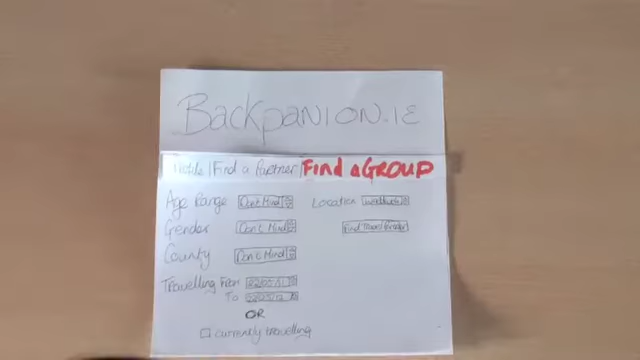 Backpanion.ie
| Find a Partner | Find a GROUP
Age Range Don't Mind Location
Gender Don't Mind Find
County Don't Mind
Travelling From
To
OR
currently travelling